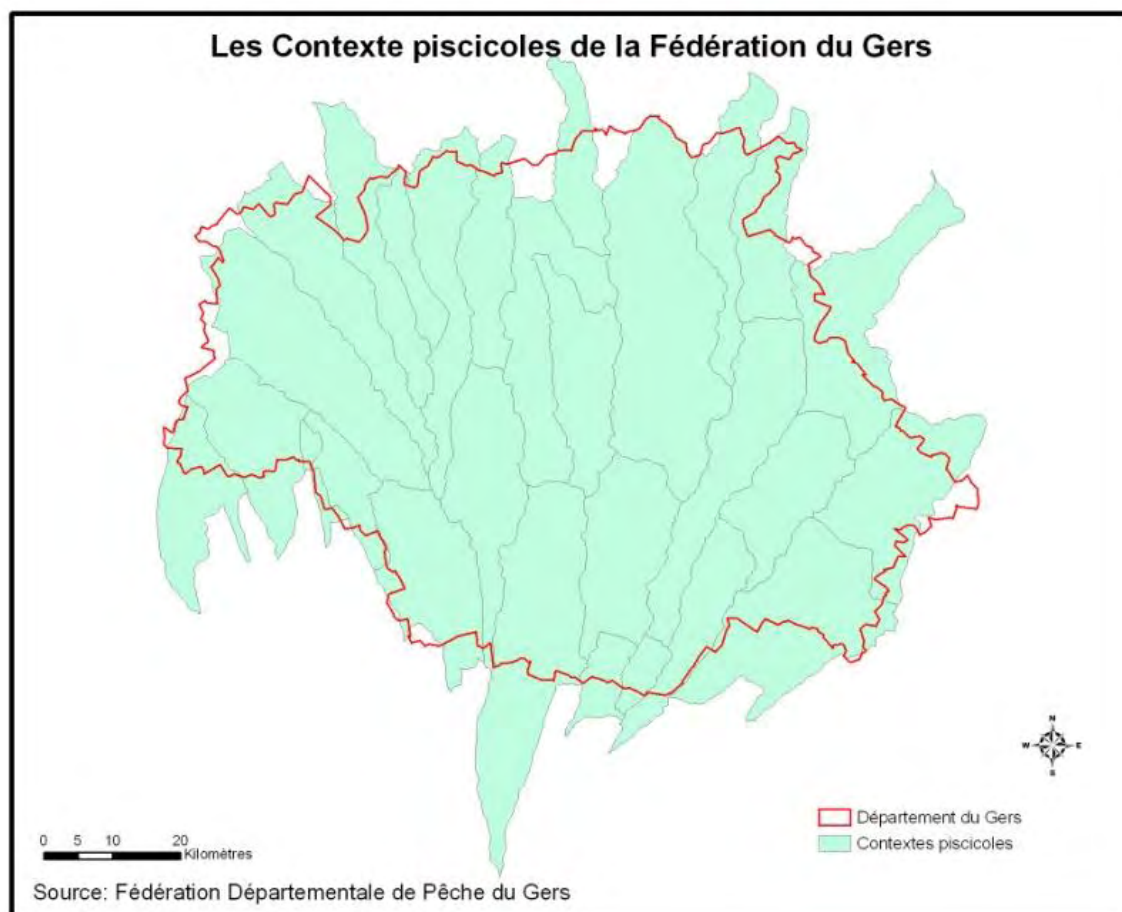 Les Contexte piscicoles de la Fédération du Gers
N
W E
S
Département du Gers
Contextes piscicoles
0 5 10 20
Kilomètres
Source: Fédération Départementale de Pêche du Gers